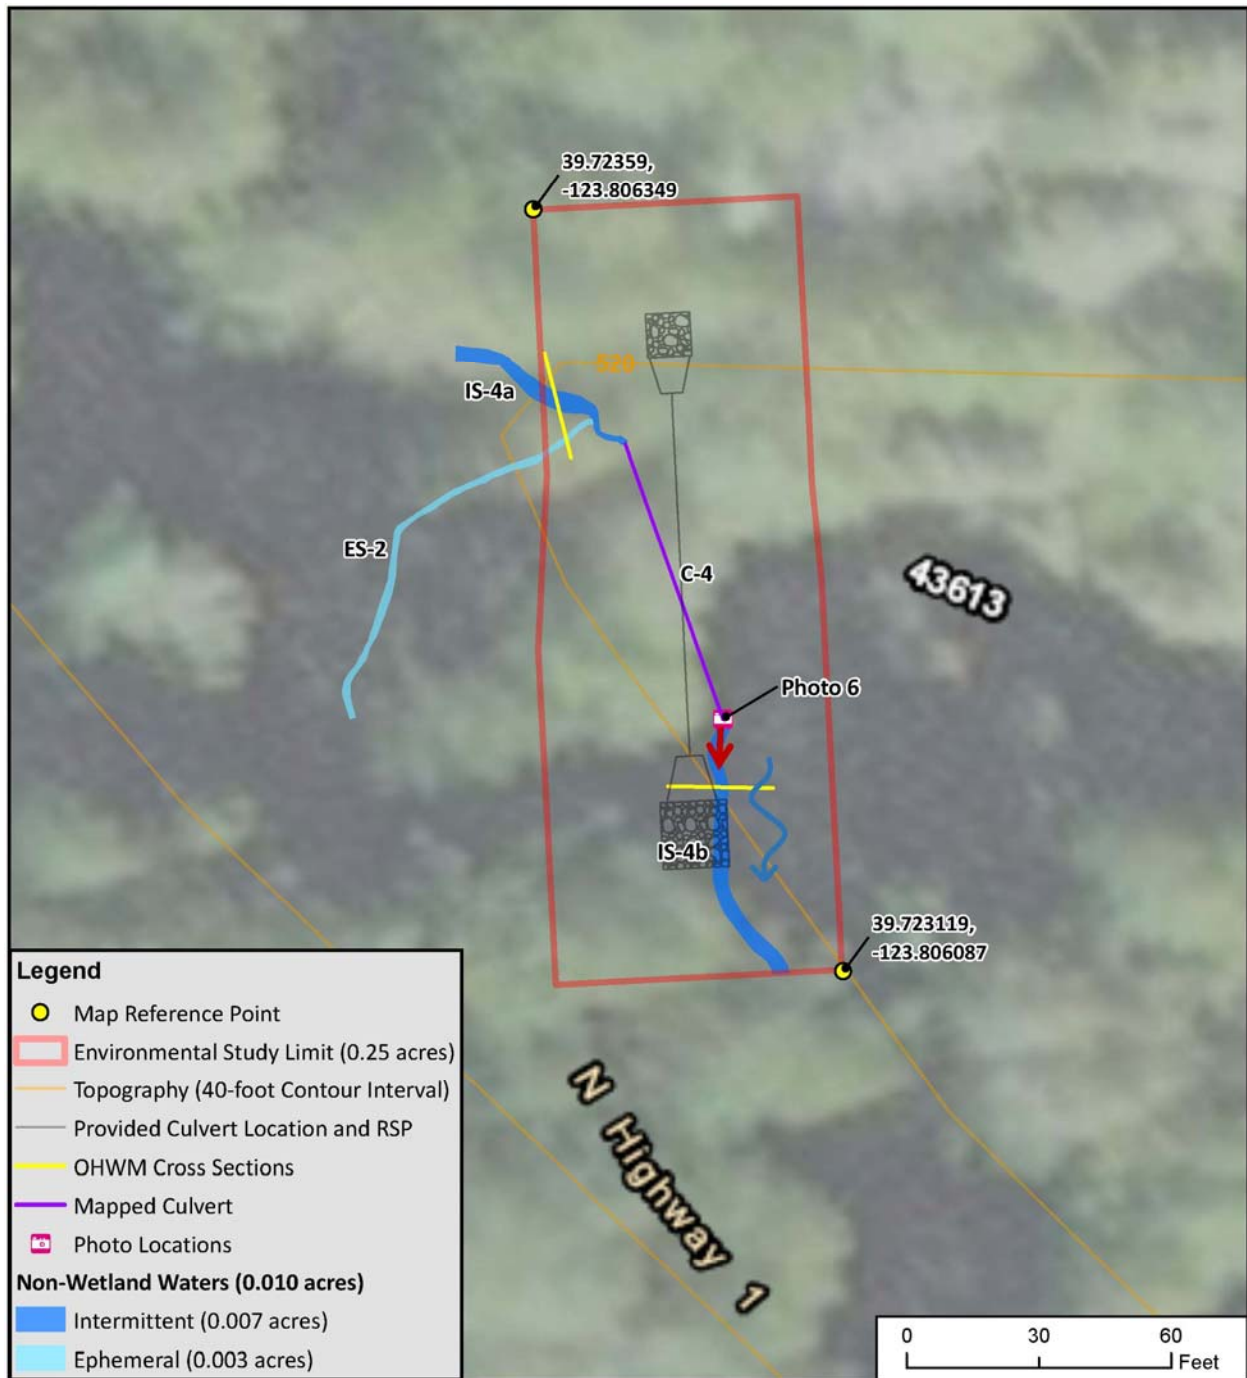 39.72359,
-123.806349
520
IS-4a
ES-2
C-4
43613
Photo 6
IS-4b
39.723119,
-123.806087
N Highway 1
Legend
Map Reference Point
Environmental Study Limit (0.25 acres)
Topography (40-foot Contour Interval)
Provided Culvert Location and RSP
OHWM Cross Sections
Mapped Culvert
Photo Locations
Non-Wetland Waters (0.010 acres)
Intermittent (0.007 acres)
Ephemeral (0.003 acres)
0 30 60
Feet